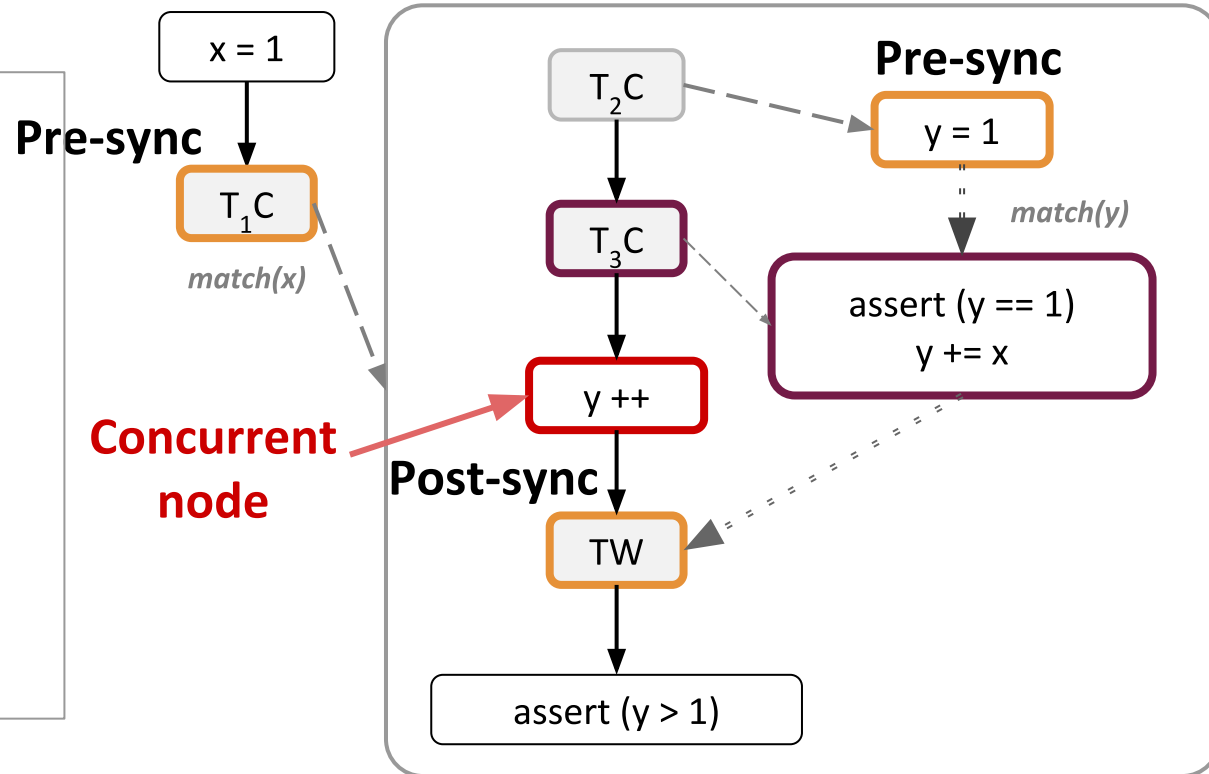 x = 1
Pre-sync
T₁C
match(x)
T₂C
Pre-sync
y = 1
match(y)
T₃C
assert (y == 1)
y += x
y ++
Concurrent
node
Post-sync
TW
assert (y > 1)